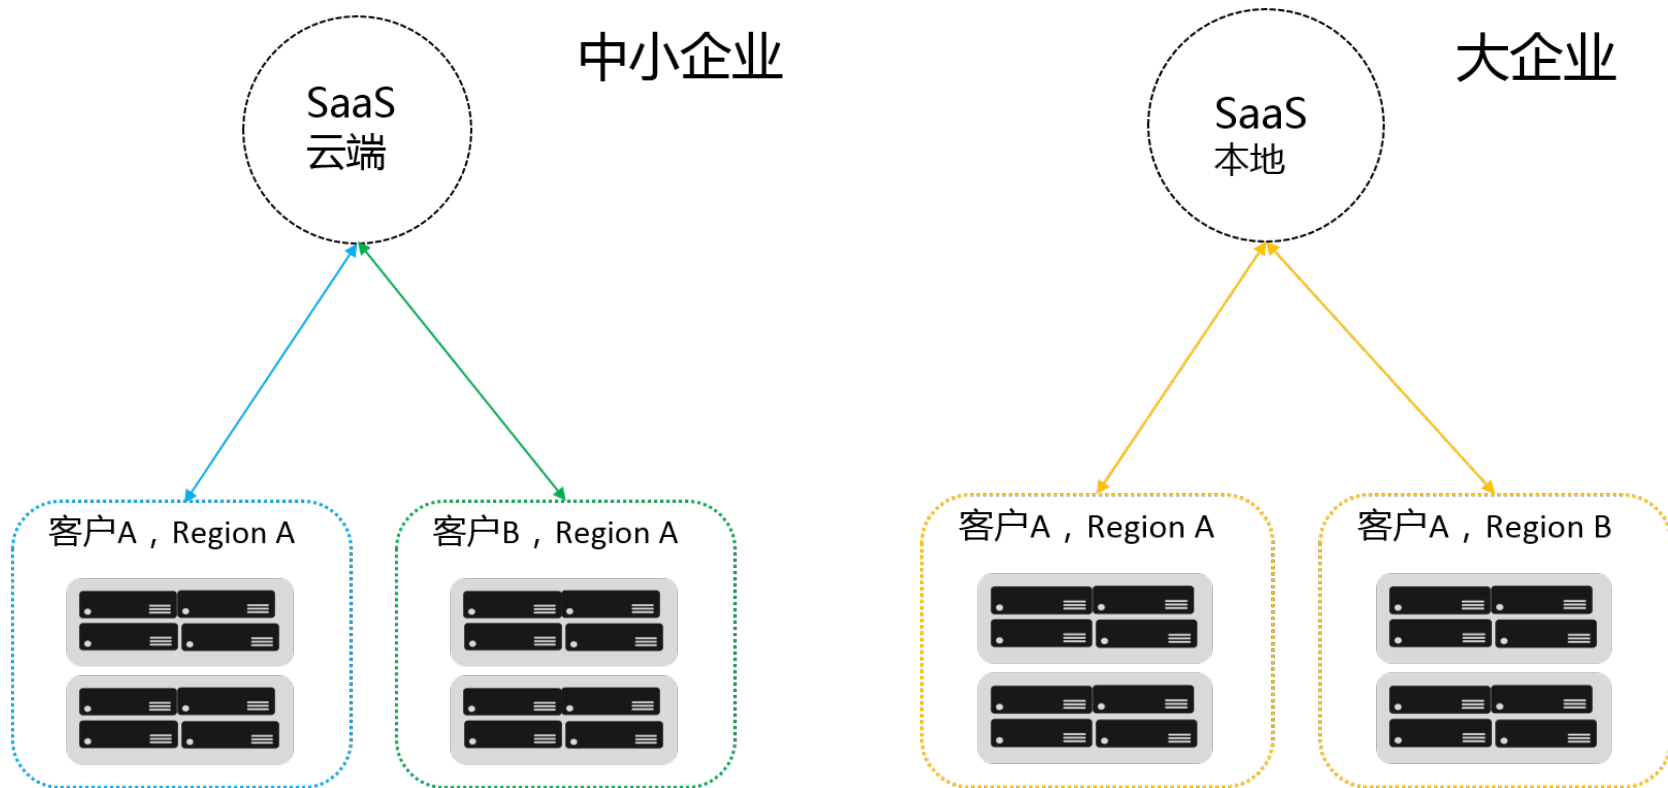 中小企业
大企业
SaaS
云端
SaaS
本地
客户A，Region A
客户B，Region A
客户A，Region A
客户A，Region B